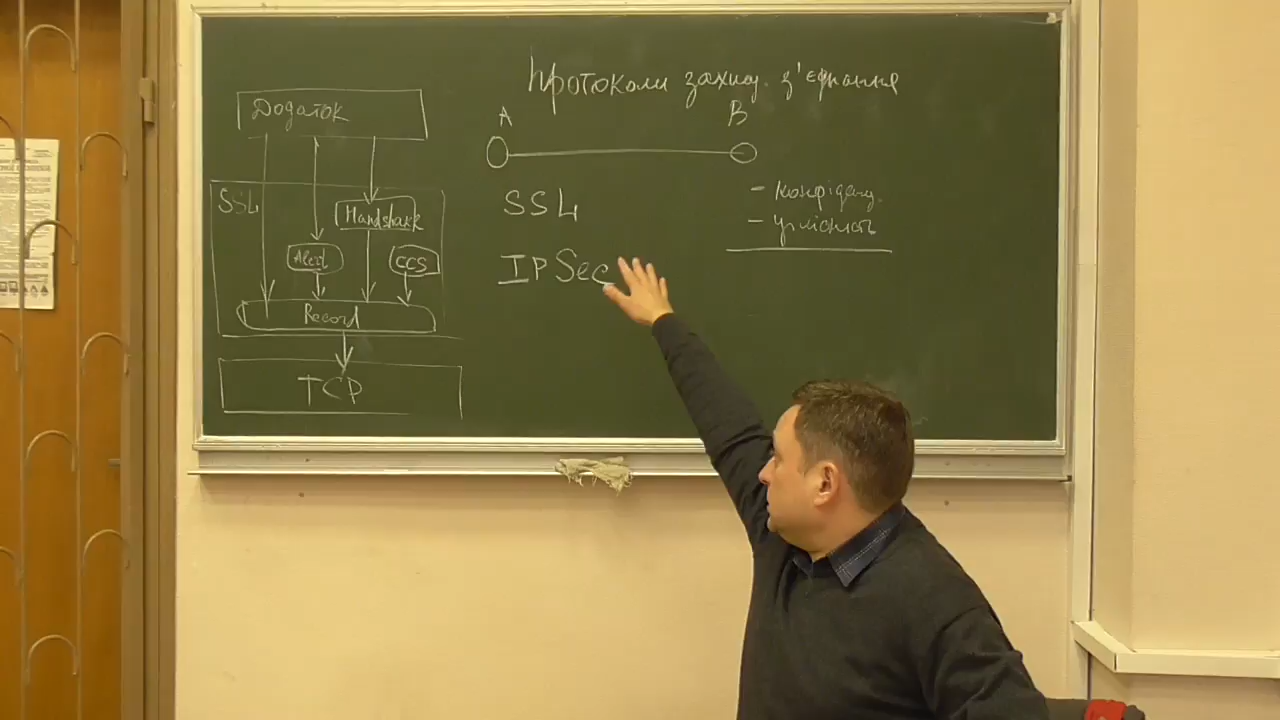 Протоколи захищ. з'єднання
Додаток
A
B
SSL
SSL
Handshake
- конфіденц.
- цілісність
Alert
CCS
IPSec
Record
TCP